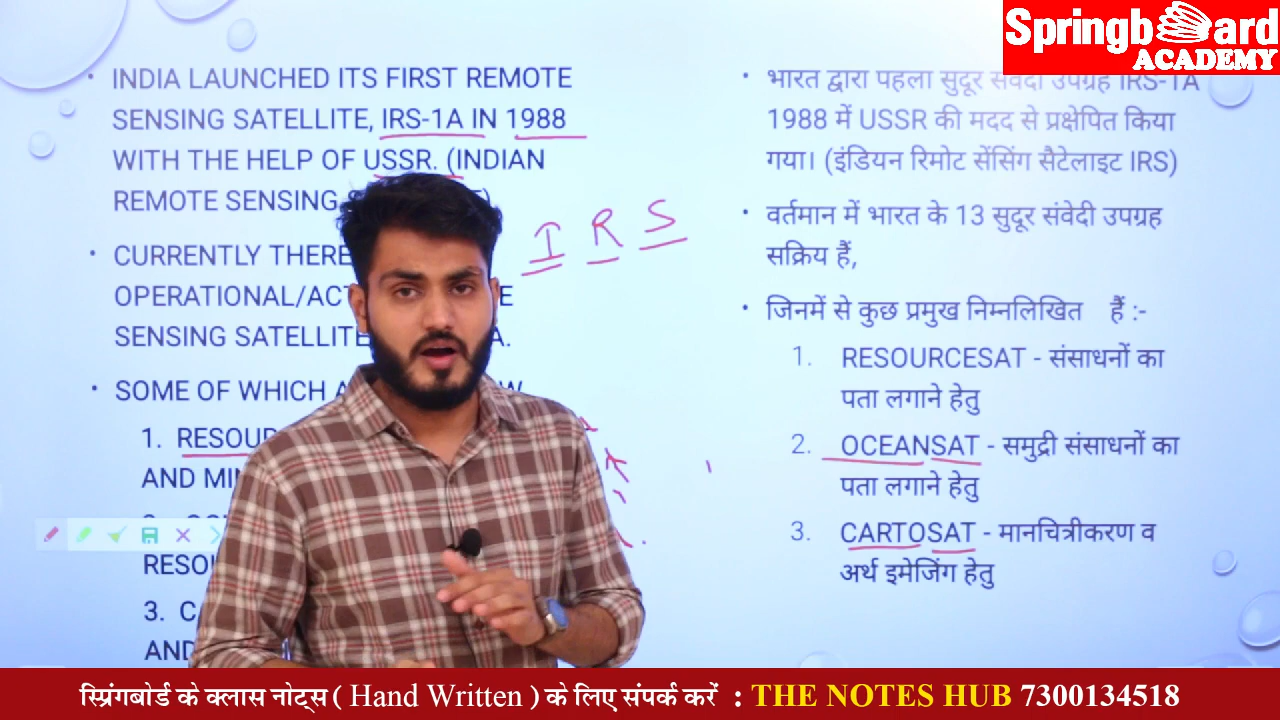 Springboard
ACADEMY
INDIA LAUNCHED ITS FIRST REMOTE
SENSING SATELLITE, IRS-1A IN 1988
WITH THE HELP OF USSR. (INDIAN
REMOTE SENSING
CURRENTLY THERE
OPERATIONAL/ACT
SENSING SATELLITE
SOME OF WHICH A
1. RESOUR
AND MI
RESOU
3. C
AND
I R S
भारत द्वारा पहला सुदूर संवेदी उपग्रह IRS-1A
1988 में USSR की मदद से प्रक्षेपित किया
गया। (इंडियन रिमोट सेंसिंग सैटेलाइट IRS)
वर्तमान में भारत के 13 सुदूर संवेदी उपग्रह
सक्रिय हैं,
जिनमें से कुछ प्रमुख निम्नलिखित हैं :-
1. RESOURCESAT - संसाधनों का
पता लगाने हेतु
2. OCEANSAT - समुद्री संसाधनों का
पता लगाने हेतु
3. CARTOSAT - मानचित्रीकरण व
अर्थ इमेजिंग हेतु
स्प्रिंगबोर्ड के क्लास नोट्स ( Hand Written ) के लिए संपर्क करें : THE NOTES HUB 7300134518